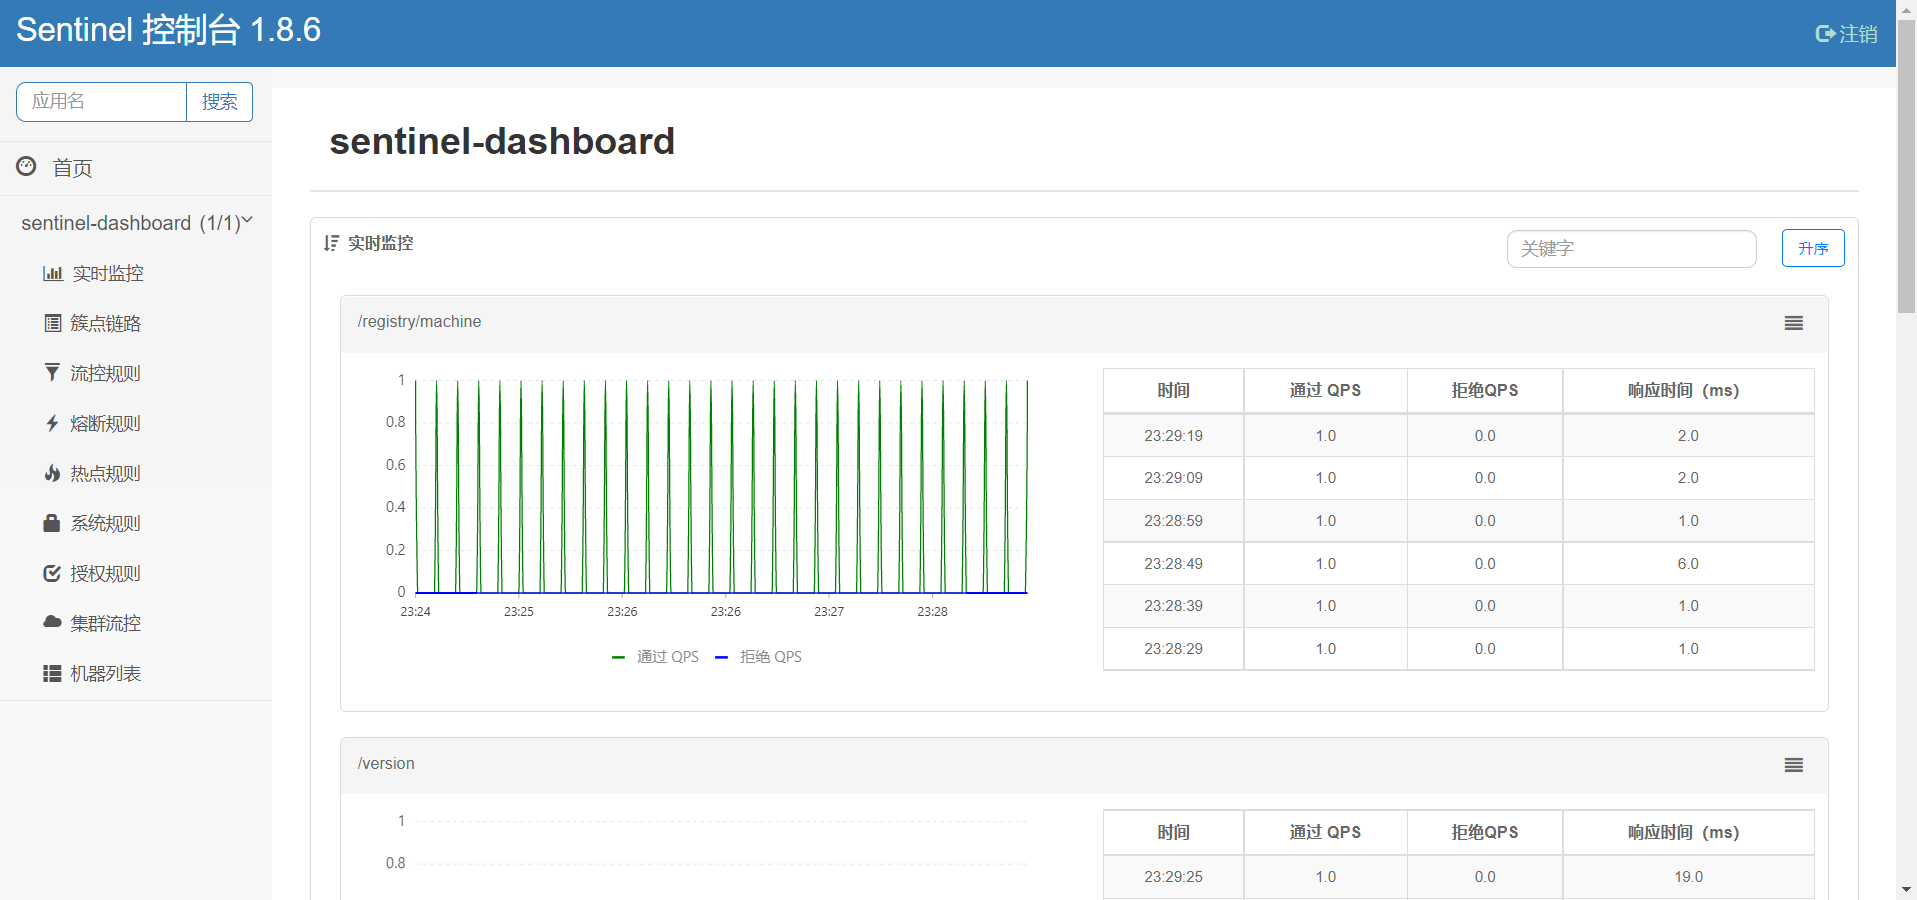 Sentinel 控制台 1.8.6
注销
应用名 搜索
首页
sentinel-dashboard (1/1)
实时监控
簇点链路
流控规则
熔断规则
热点规则
系统规则
授权规则
集群流控
机器列表
sentinel-dashboard
实时监控
关键字 升序
/registry/machine
1
0.8
0.6
0.4
0.2
0
23:24 23:25 23:26 23:26 23:27 23:28
通过 QPS 拒绝 QPS
时间 通过 QPS 拒绝QPS 响应时间（ms）
23:29:19 1.0 0.0 2.0
23:29:09 1.0 0.0 2.0
23:28:59 1.0 0.0 1.0
23:28:49 1.0 0.0 6.0
23:28:39 1.0 0.0 1.0
23:28:29 1.0 0.0 1.0
/version
1
0.8
时间 通过 QPS 拒绝QPS 响应时间（ms）
23:29:25 1.0 0.0 19.0